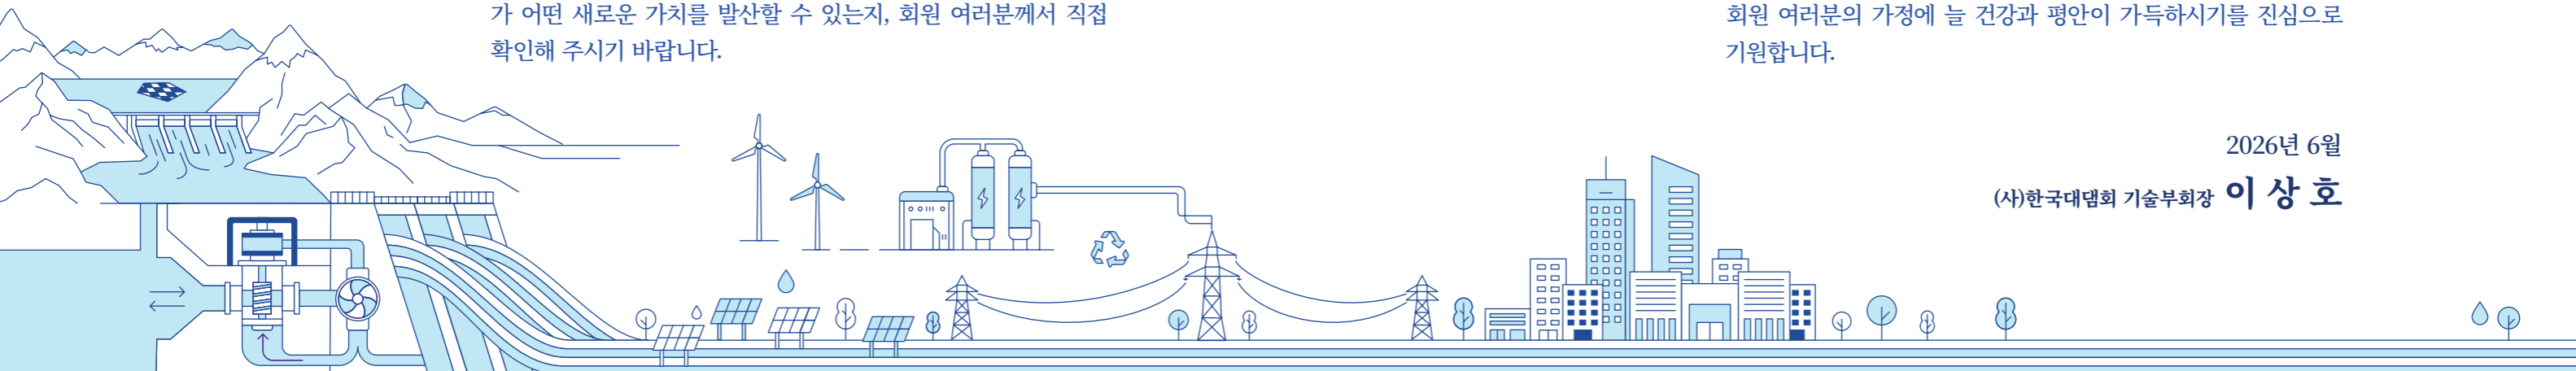 가 어떤 새로운 가치를 발산할 수 있는지, 회원 여러분께서 직접
확인해 주시기 바랍니다.
회원 여러분의 가정에 늘 건강과 평안이 가득하시기를 진심으로
기원합니다.
2026년 6월
(사)한국대댐회 기술부회장 이 상 호